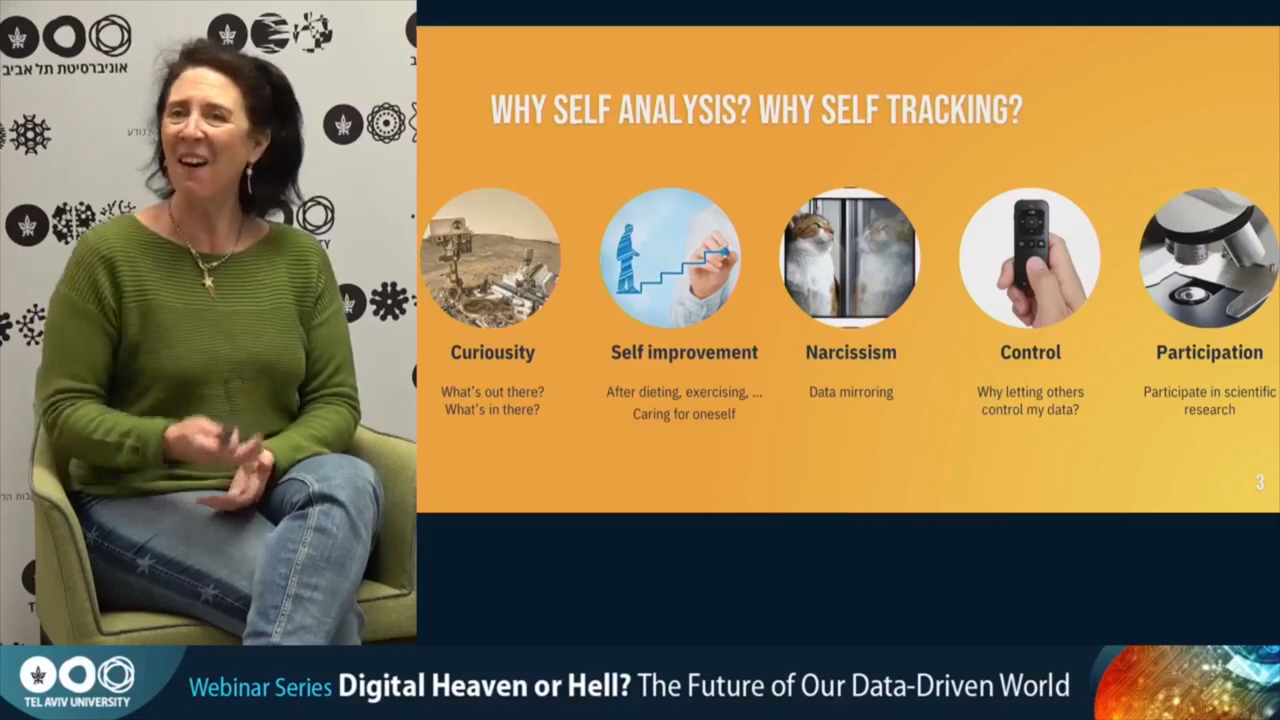 אוניברסיטת תל אביב
WHY SELF ANALYSIS? WHY SELF TRACKING?
Curiousity
What's out there?
What's in there?
Self improvement
After dieting, exercising, ...
Caring for oneself
Narcissism
Data mirroring
Control
Why letting others
control my data?
Participation
Participate in scientific
research
3
TEL AVIV UNIVERSITY
Webinar Series Digital Heaven or Hell? The Future of Our Data-Driven World